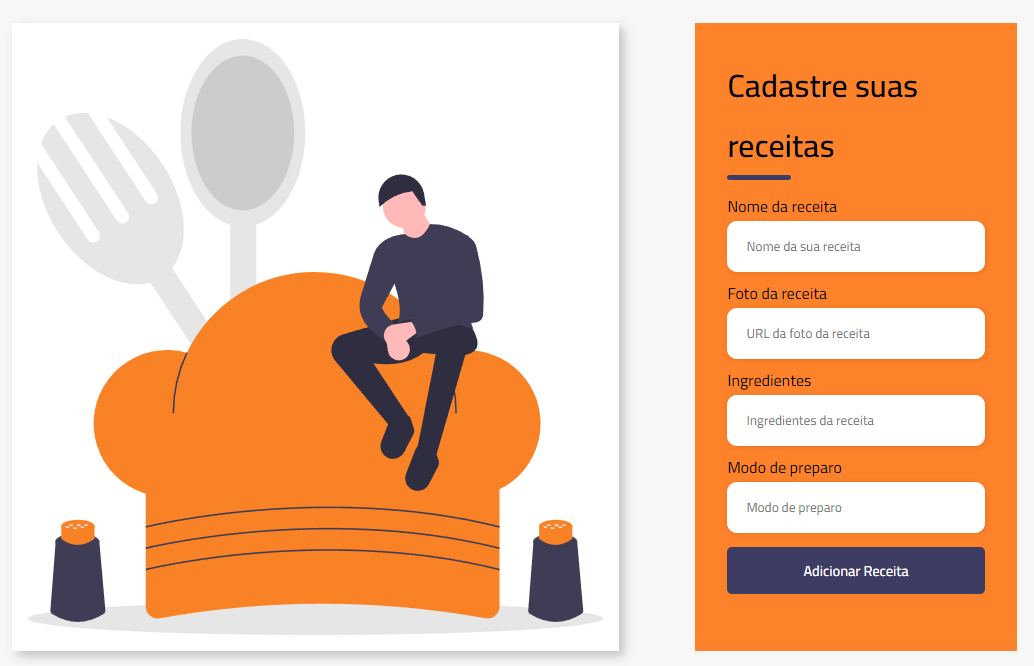 Cadastre suas
receitas
Nome da receita
Nome da sua receita
Foto da receita
URL da foto da receita
Ingredientes
Ingredientes da receita
Modo de preparo
Modo de preparo
Adicionar Receita